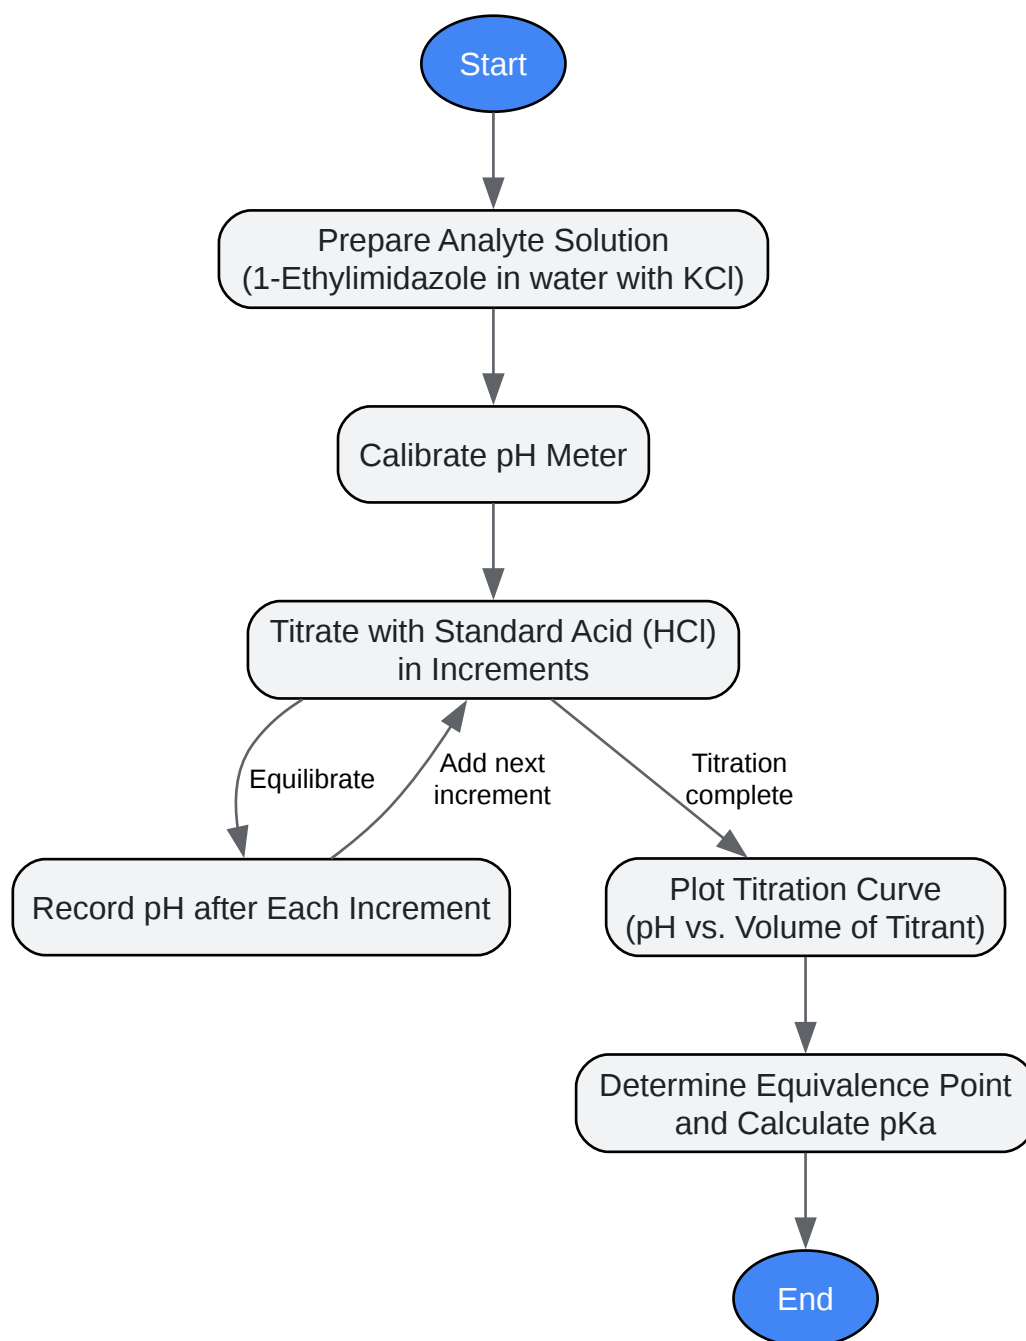 Start
Prepare Analyte Solution
(1-Ethylimidazole in water with KCl)
Calibrate pH Meter
Titrate with Standard Acid (HCl)
in Increments
Equilibrate
Add next
increment
Titration
complete
Record pH after Each Increment
Plot Titration Curve
(pH vs. Volume of Titrant)
Determine Equivalence Point
and Calculate pKa
End